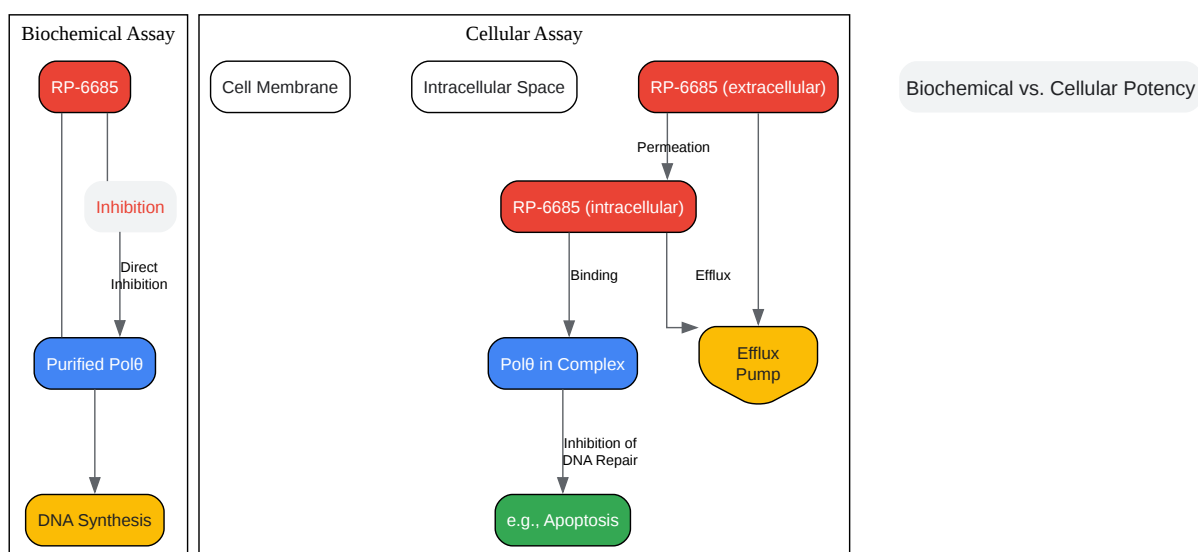 Biochemical Assay
RP-6685
Inhibition
Direct
Inhibition
Purified Polθ
DNA Synthesis
Cellular Assay
Cell Membrane
Intracellular Space
RP-6685 (extracellular)
Permeation
RP-6685 (intracellular)
Binding
Efflux
Polθ in Complex
Efflux
Pump
Inhibition of
DNA Repair
e.g., Apoptosis
Biochemical vs. Cellular Potency